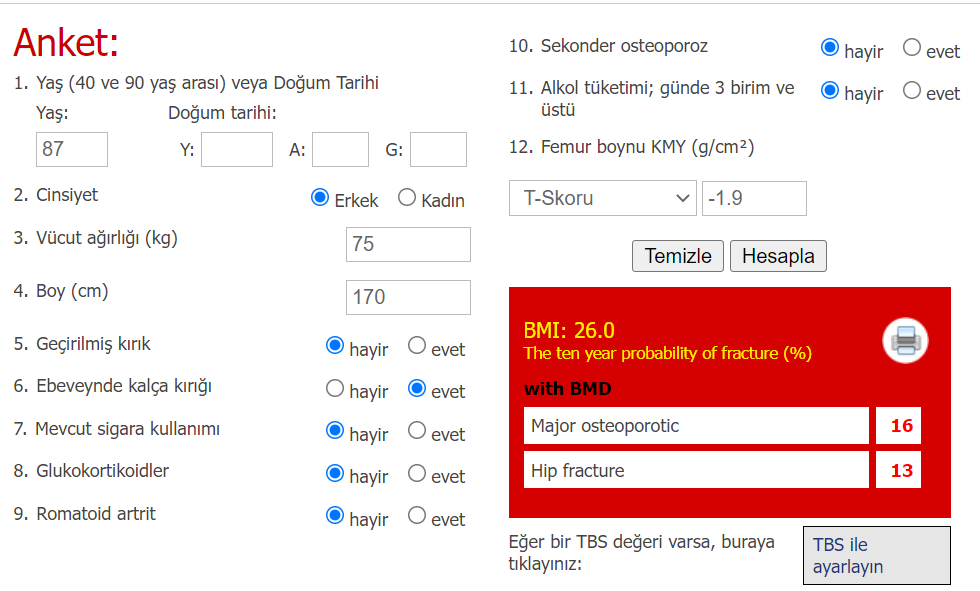 Anket:
1. Yaş (40 ve 90 yaş arası) veya Doğum Tarihi
Yaş: Doğum tarihi:
87 Y: A: G:
2. Cinsiyet Erkek Kadın
3. Vücut ağırlığı (kg) 75
4. Boy (cm) 170
5. Geçirilmiş kırık hayir evet
6. Ebeveynde kalça kırığı hayir evet
7. Mevcut sigara kullanımı hayir evet
8. Glukokortikoidler hayir evet
9. Romatoid artrit hayir evet
10. Sekonder osteoporoz hayir evet
11. Alkol tüketimi; günde 3 birim ve hayir evet
üstü
12. Femur boynu KMY (g/cm²)
T-Skoru -1.9
Temizle Hesapla
BMI: 26.0
The ten year probability of fracture (%)
with BMD
Major osteoporotic 16
Hip fracture 13
Eğer bir TBS değeri varsa, buraya
tıklayınız:
TBS ile
ayarlayın